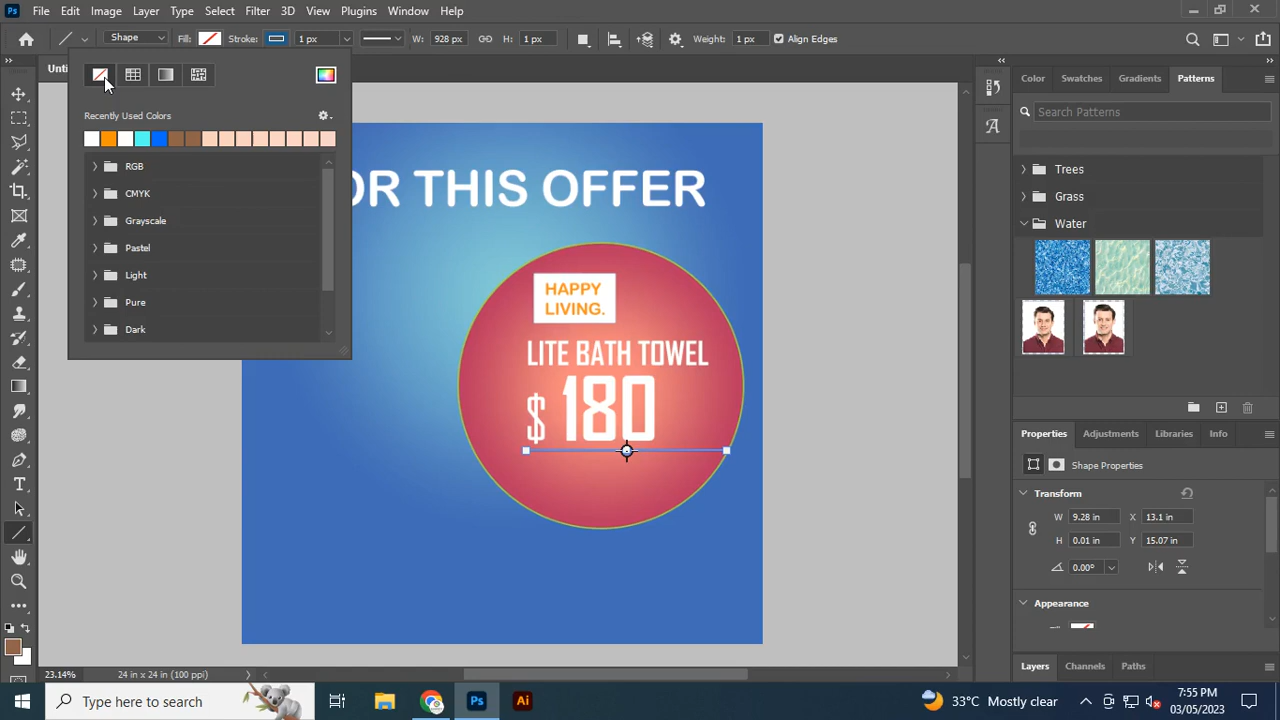 Ps File Edit Image Layer Type Select Filter 3D View Plugins Window Help
Shape Fill: Stroke: 1 px W: 928 px H: 1 px Weight: 1 px Align Edges
Unti
Color Swatches Gradients Patterns
Search Patterns
Recently Used Colors
RGB
CMYK
Grayscale
Pastel
Light
Pure
Dark
OR THIS OFFER
HAPPY
LIVING.
LITE BATH TOWEL
$ 180
Trees
Grass
Water
Properties Adjustments Libraries Info
Shape Properties
Transform
W 9.28 in X 13.1 in
H 0.01 in Y 15.07 in
0.00°
Appearance
Layers Channels Paths
23.14% 24 in x 24 in (100 ppi)
Type here to search
Ps Ai
33°C Mostly clear
7:55 PM
03/05/2023